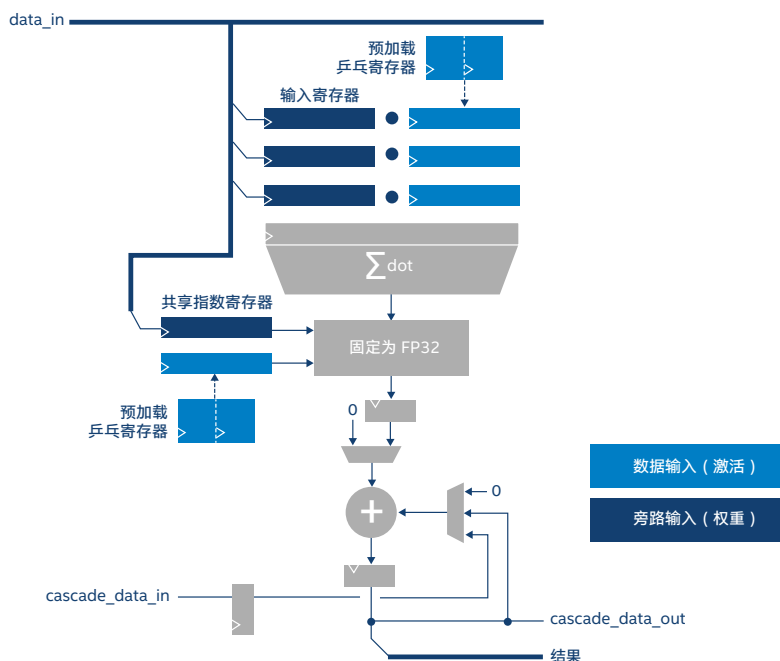 data_in
预加载
乒乓寄存器
输入寄存器
∑dot
共享指数寄存器
固定为 FP32
预加载
乒乓寄存器
0
数据输入（激活）
0
+
旁路输入（权重）
cascade_data_in
cascade_data_out
结果